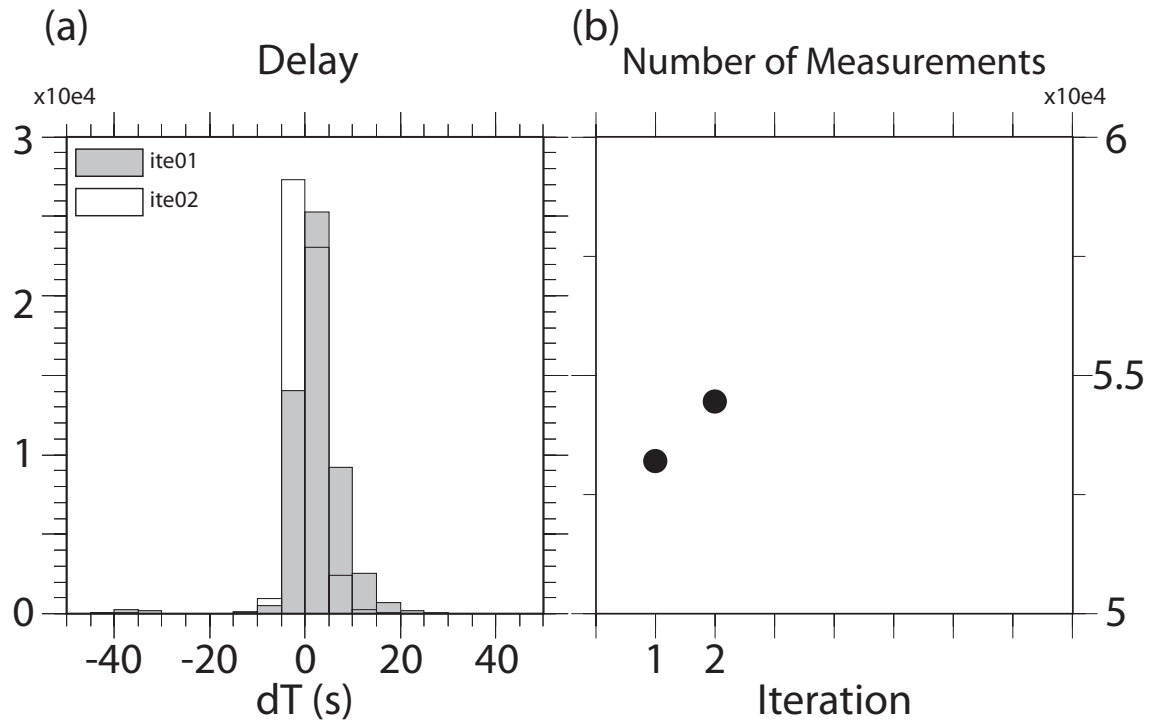 (a)
Delay
x10e4
3
2
1
0
ite01
ite02
-40 -20 0 20 40
dT (s)
(b)
Number of Measurements
x10e4
6
5.5
5
1 2
Iteration